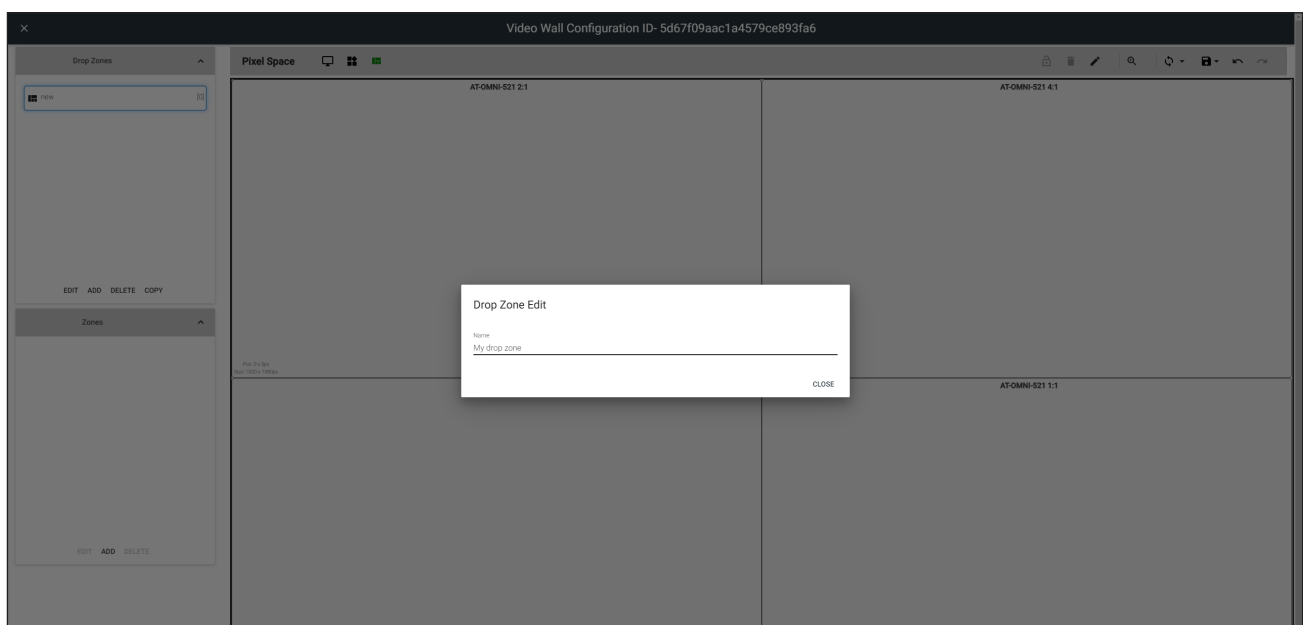 Video Wall Configuration ID- 5d67f09aac1a4579ce893fa6
Drop Zones
Pixel Space
new
AT-OMNI-521 2:1
AT-OMNI-521 4:1
EDIT ADD DELETE COPY
Zones
Drop Zone Edit
Name
My drop zone
CLOSE
AT-OMNI-521 1:1
EDIT ADD DELETE